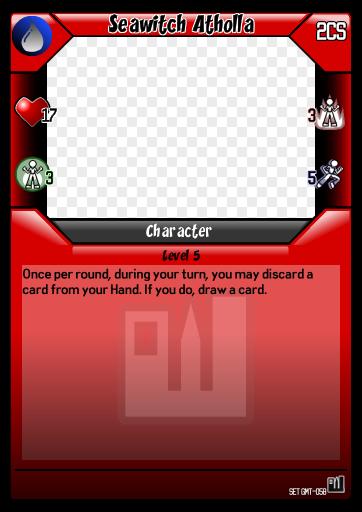 Seawitch Atholla
2CS
17
3
3
5
Character
Level 5
Once per round, during your turn, you may discard a
card from your Hand. If you do, draw a card.
SET GMT-058